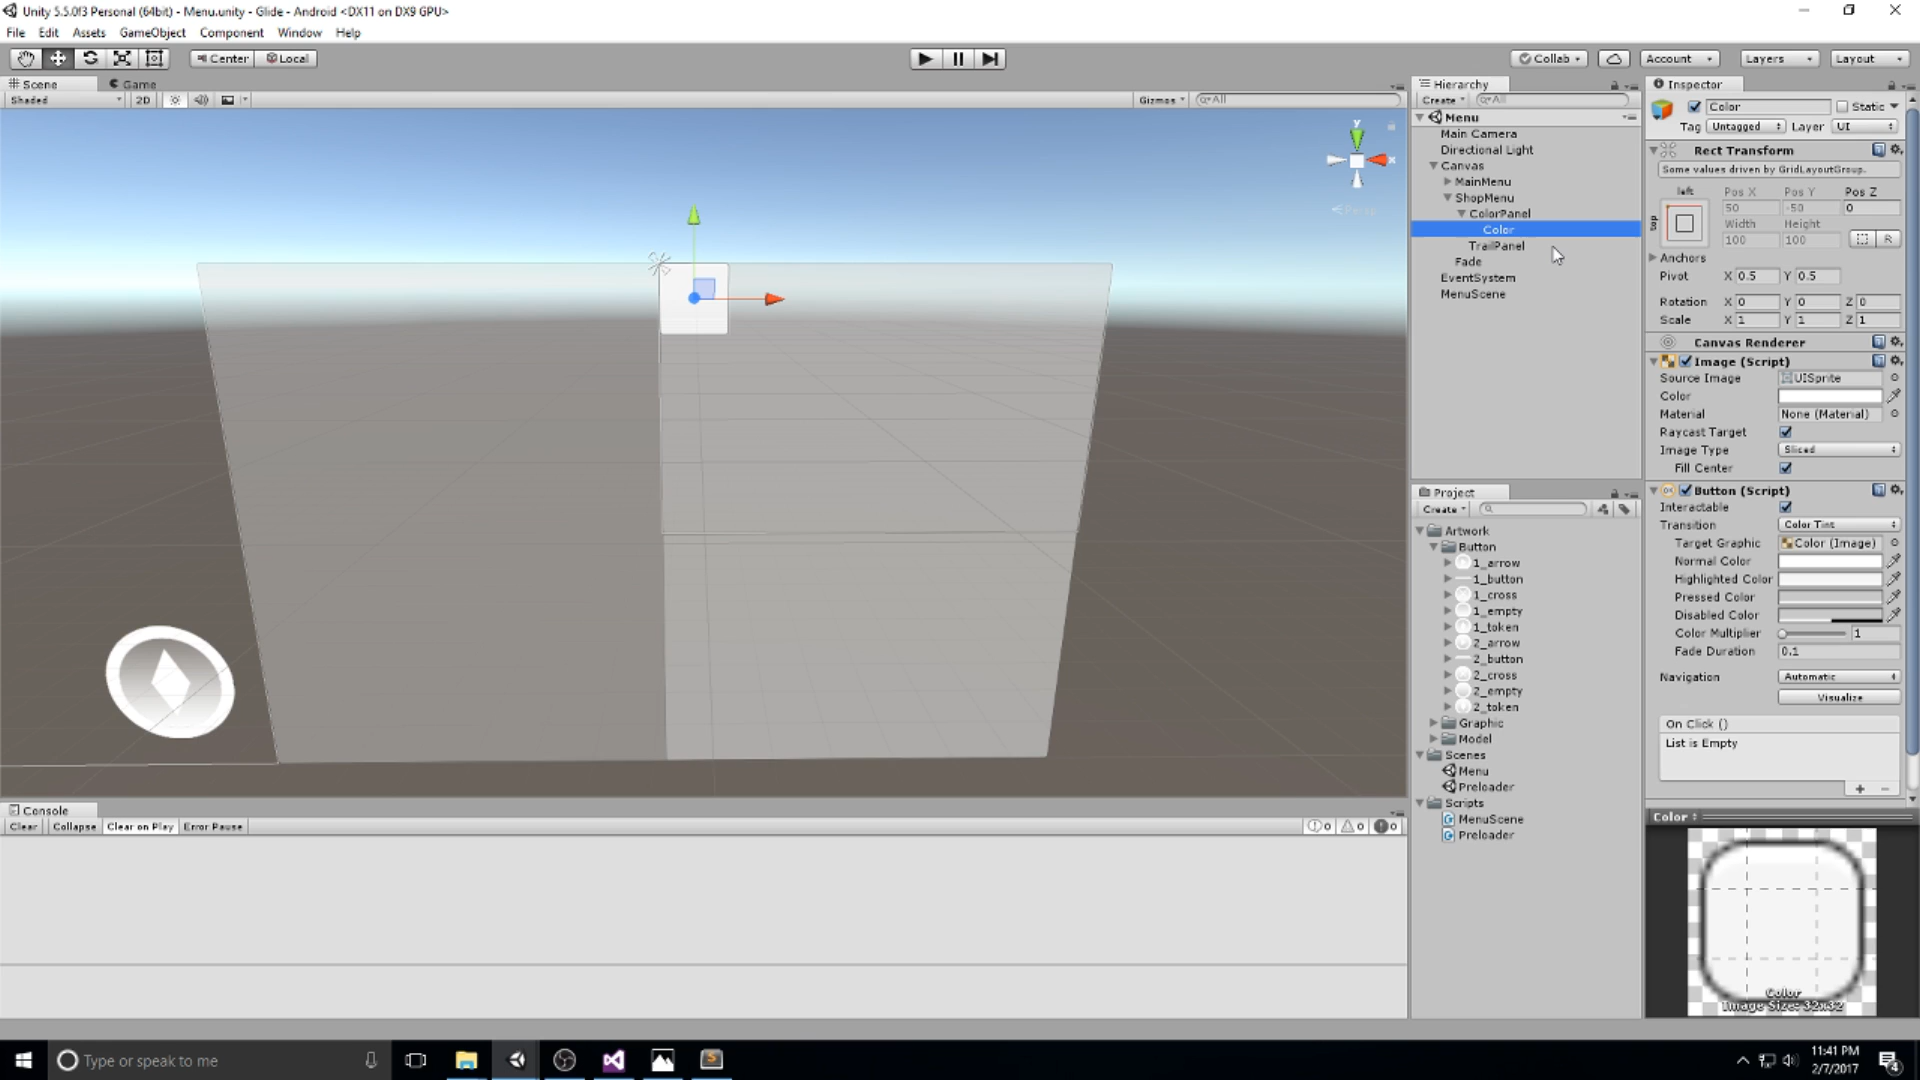 Unity 5.5.0f3 Personal (64bit) - Menu.unity - Glide - Android <DX11 on DX9 GPU>
File Edit Assets GameObject Component Window Help
Center Local
Collab Account Layers Layout
Scene Game
Shaded 2D Gizmos All
y
x
Persp
Hierarchy
Create All
Menu
Main Camera
Directional Light
Canvas
MainMenu
ShopMenu
ColorPanel
Color
TrailPanel
Fade
EventSystem
MenuScene
Project
Create
Artwork
Button
1_arrow
1_button
1_cross
1_empty
1_token
2_arrow
2_button
2_cross
2_empty
2_token
Graphic
Model
Scenes
Menu
Preloader
Scripts
MenuScene
Preloader
Inspector
Color Static
Tag Untagged Layer UI
Rect Transform
Some values driven by GridLayoutGroup.
left Pos X Pos Y Pos Z
top 50 -50 0
Width Height
100 100 R
Anchors
Pivot X 0.5 Y 0.5
Rotation X 0 Y 0 Z 0
Scale X 1 Y 1 Z 1
Canvas Renderer
Image (Script)
Source Image UISprite
Color
Material None (Material)
Raycast Target
Image Type Sliced
Fill Center
Button (Script)
Interactable
Transition Color Tint
Target Graphic Color (Image)
Normal Color
Highlighted Color
Pressed Color
Disabled Color
Color Multiplier 1
Fade Duration 0.1
Navigation Automatic
Visualize
On Click ()
List is Empty
Color
Color
Image Size: 32x32
Console
Clear Collapse Clear on Play Error Pause 0 0 0
Type or speak to me
11:41 PM
2/7/2017
4